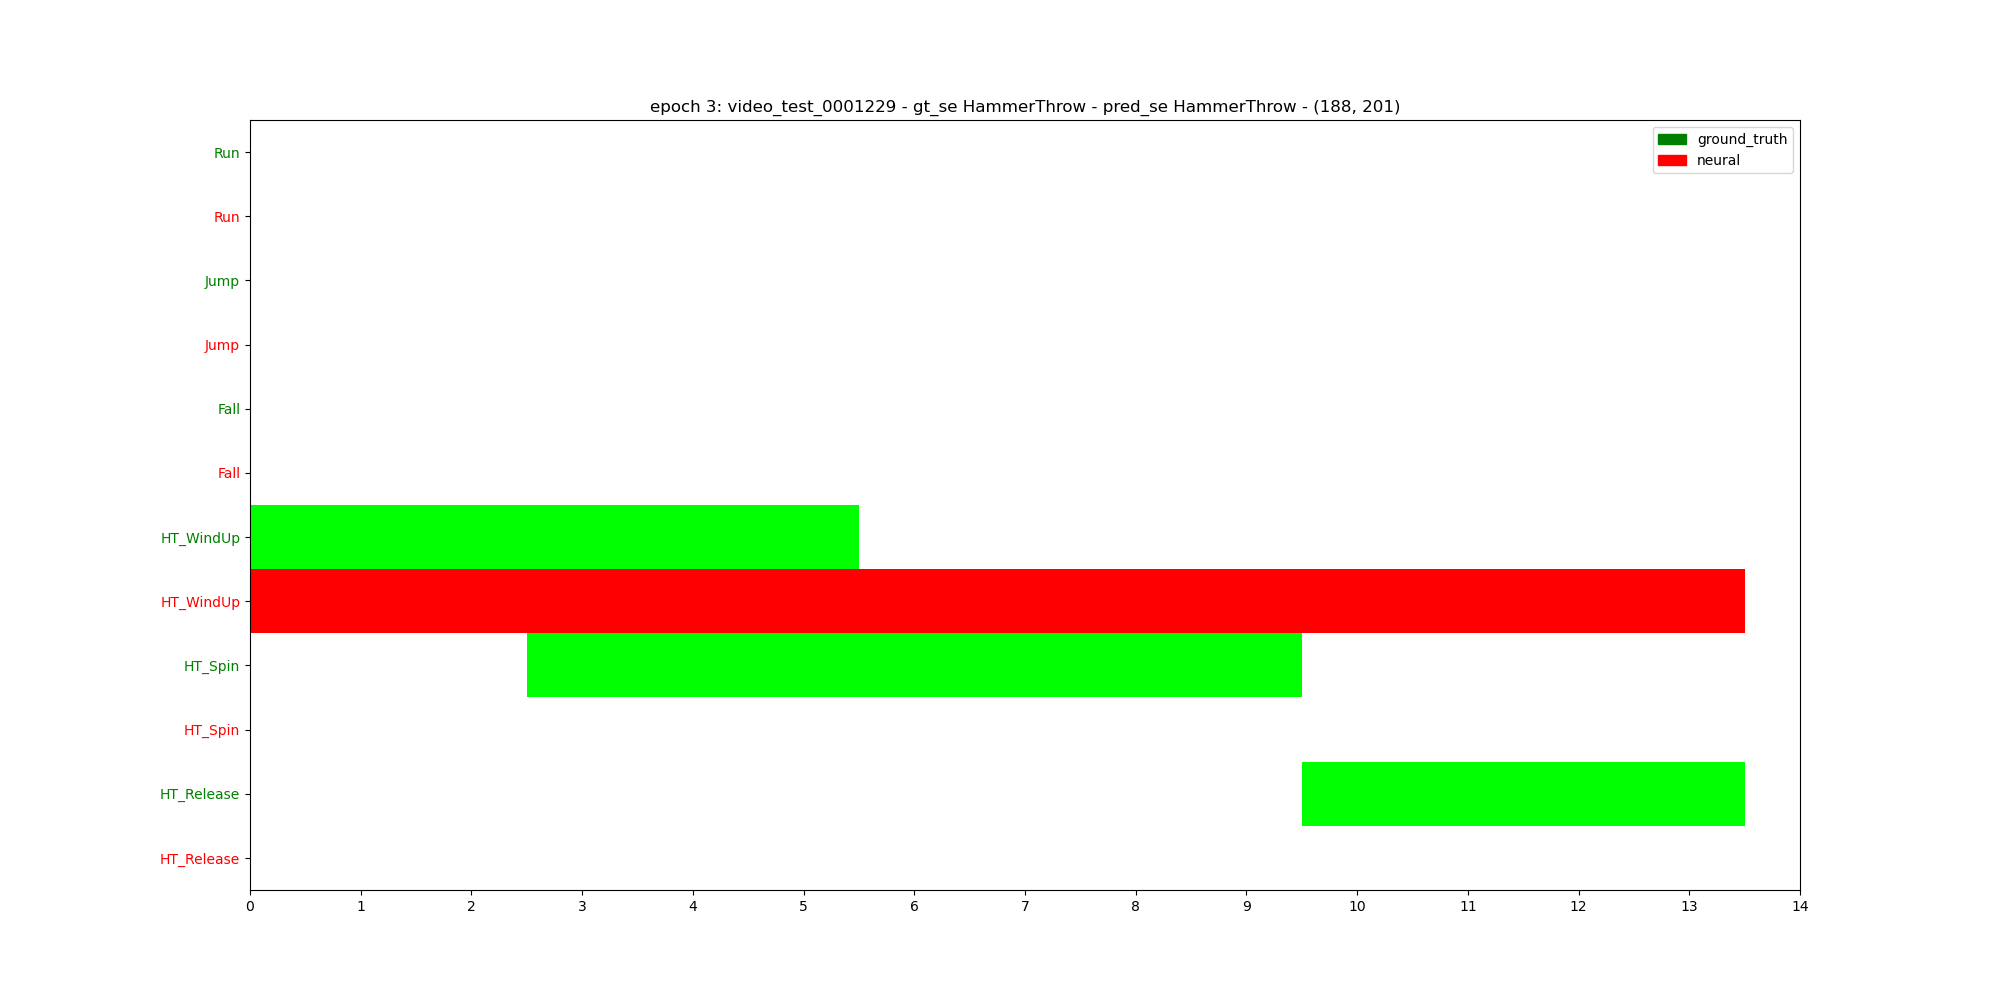 epoch 3: video_test_0001229 - gt_se HammerThrow - pred_se HammerThrow - (188, 201)
ground_truth
neural
Run
Run
Jump
Jump
Fall
Fall
HT_WindUp
HT_WindUp
HT_Spin
HT_Spin
HT_Release
HT_Release
0 1 2 3 4 5 6 7 8 9 10 11 12 13 14